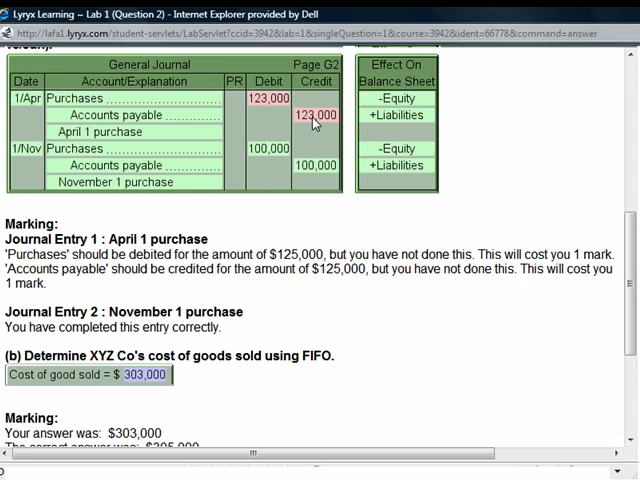 Lyryx Learning ~ Lab 1 (Question 2) - Internet Explorer provided by Dell
http://lafa1.lyryx.com/student-servlets/LabServlet?ccid=3942&lab=1&singleQuestion=1&course=3942&ident=66778&command=answer
General Journal Page G2
Date Account/Explanation PR Debit Credit
1/Apr Purchases 123,000
Accounts payable 123,000
April 1 purchase
1/Nov Purchases 100,000
Accounts payable 100,000
November 1 purchase
Effect On
Balance Sheet
-Equity
+Liabilities
-Equity
+Liabilities
Marking:
Journal Entry 1 : April 1 purchase
'Purchases' should be debited for the amount of $125,000, but you have not done this. This will cost you 1 mark.
'Accounts payable' should be credited for the amount of $125,000, but you have not done this. This will cost you
1 mark.
Journal Entry 2 : November 1 purchase
You have completed this entry correctly.
(b) Determine XYZ Co's cost of goods sold using FIFO.
Cost of good sold = $ 303,000
Marking:
Your answer was: $303,000
The correct answer was: $305,000